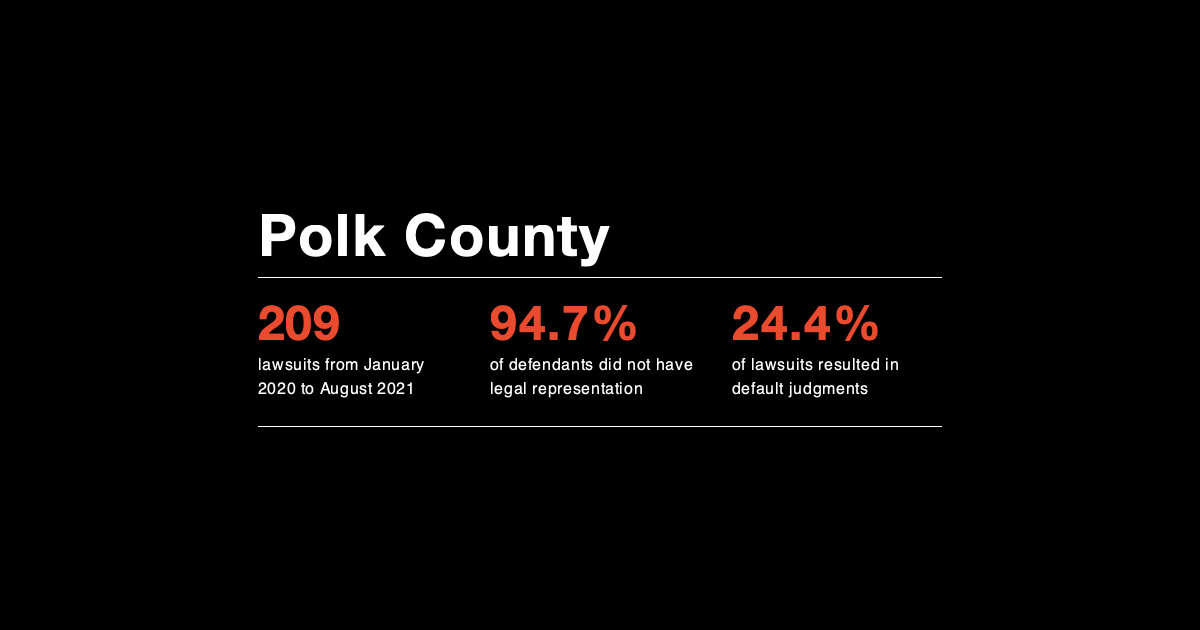 Polk County
209
lawsuits from January
2020 to August 2021
94.7%
of defendants did not have
legal representation
24.4%
of lawsuits resulted in
default judgments